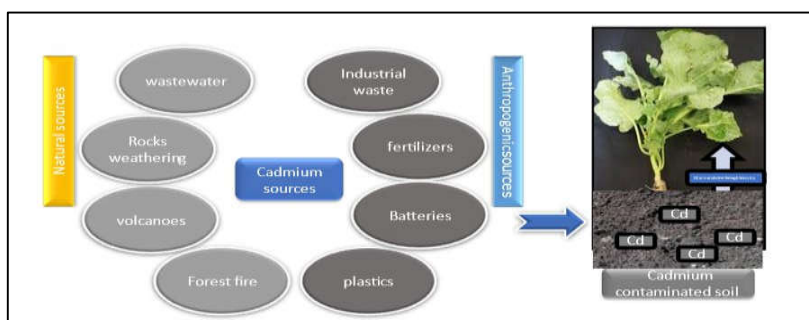 Natural sources
wastewater
Rocks
weathering
volcanoes
Forest fire
Cadmium
sources
Industrial
waste
fertilizers
Batteries
plastics
Anthropogenicsources
Cd
Cd
Cd
Cd
Cadmium
contaminated soil